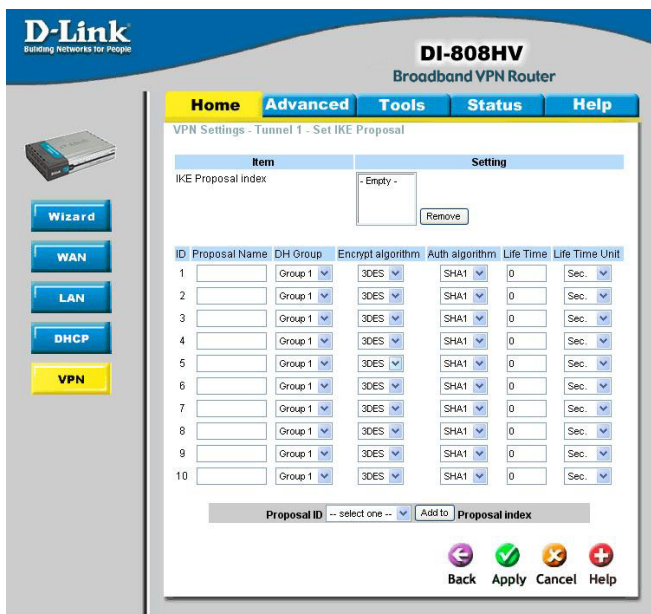 D-Link
Building Networks for People
DI-808HV
Broadband VPN Router
Home Advanced Tools Status Help
VPN Settings - Tunnel 1 - Set IKE Proposal
Item Setting
IKE Proposal index - Empty -
Remove
Wizard
WAN
LAN
DHCP
VPN
ID Proposal Name DH Group Encrypt algorithm Auth algorithm Life Time Life Time Unit
1 Group 1 3DES SHA1 0 Sec.
2 Group 1 3DES SHA1 0 Sec.
3 Group 1 3DES SHA1 0 Sec.
4 Group 1 3DES SHA1 0 Sec.
5 Group 1 3DES SHA1 0 Sec.
6 Group 1 3DES SHA1 0 Sec.
7 Group 1 3DES SHA1 0 Sec.
8 Group 1 3DES SHA1 0 Sec.
9 Group 1 3DES SHA1 0 Sec.
10 Group 1 3DES SHA1 0 Sec.
Proposal ID -- select one -- Add to Proposal index
Back Apply Cancel Help